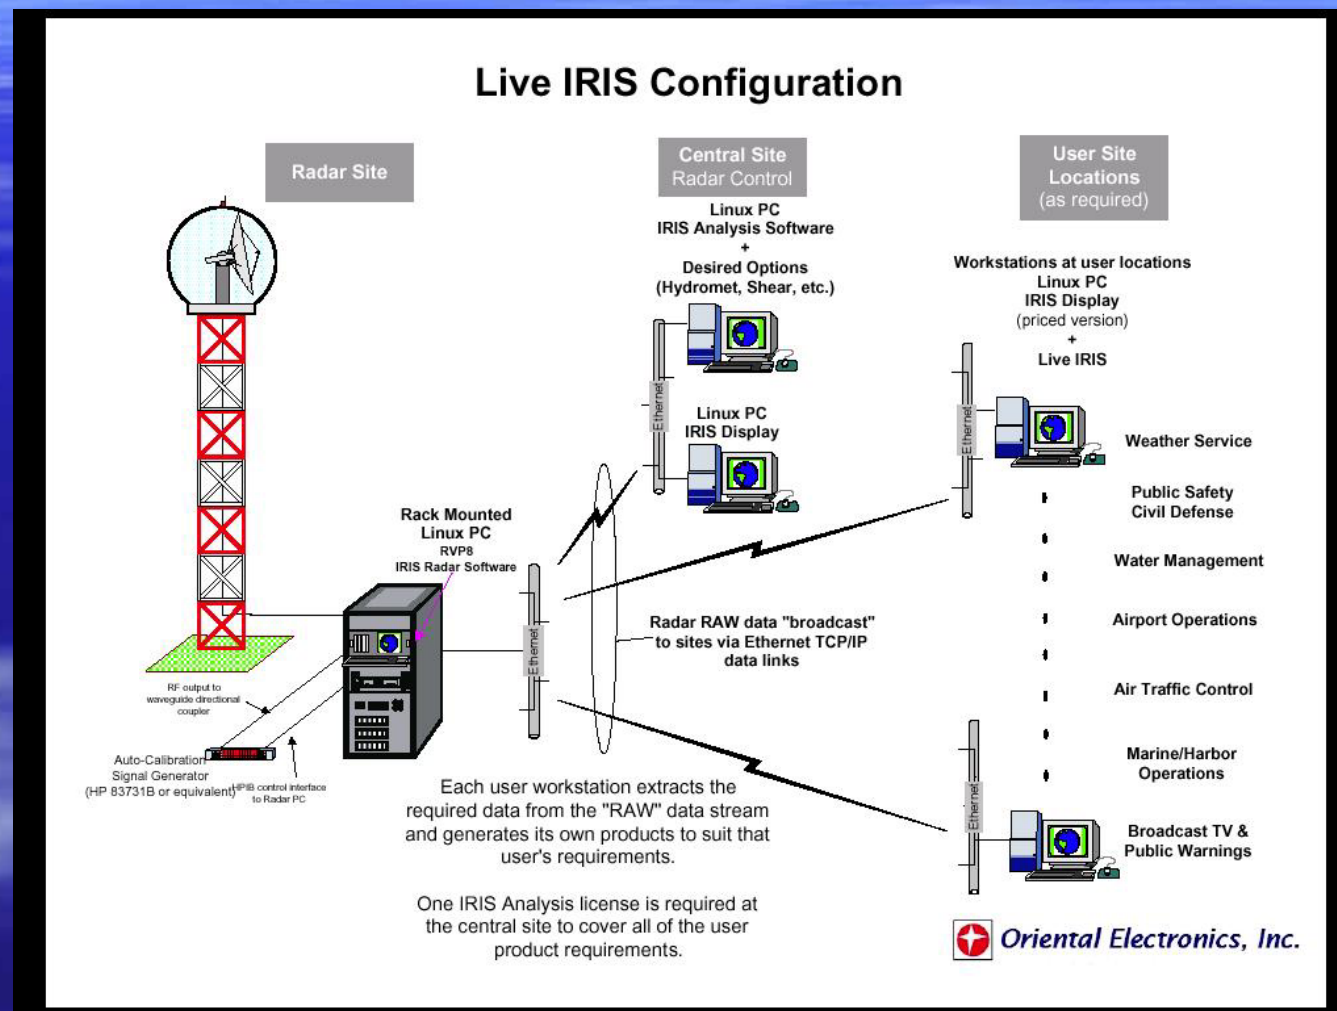 Live IRIS Configuration
Radar Site
Central Site
Radar Control
User Site
Locations
(as required)
Linux PC
IRIS Analysis Software
+
Desired Options
(Hydromet, Shear, etc.)
Ethernet
Linux PC
IRIS Display
Workstations at user locations
Linux PC
IRIS Display
(priced version)
+
Live IRIS
Ethernet
Weather Service
Public Safety
Civil Defense
Water Management
Airport Operations
Air Traffic Control
Marine/Harbor
Operations
Broadcast TV &
Public Warnings
Ethernet
Rack Mounted
Linux PC
RVP8
IRIS Radar Software
Ethernet
Radar RAW data "broadcast"
to sites via Ethernet TCP/IP
data links
RF output to
waveguide directional
coupler
Auto-Calibration
Signal Generator
(HP 83731B or equivalent)
HPIB control interface
to Radar PC
Each user workstation extracts the
required data from the "RAW" data stream
and generates its own products to suit that
user's requirements.
One IRIS Analysis license is required at
the central site to cover all of the user
product requirements.
Oriental Electronics, Inc.